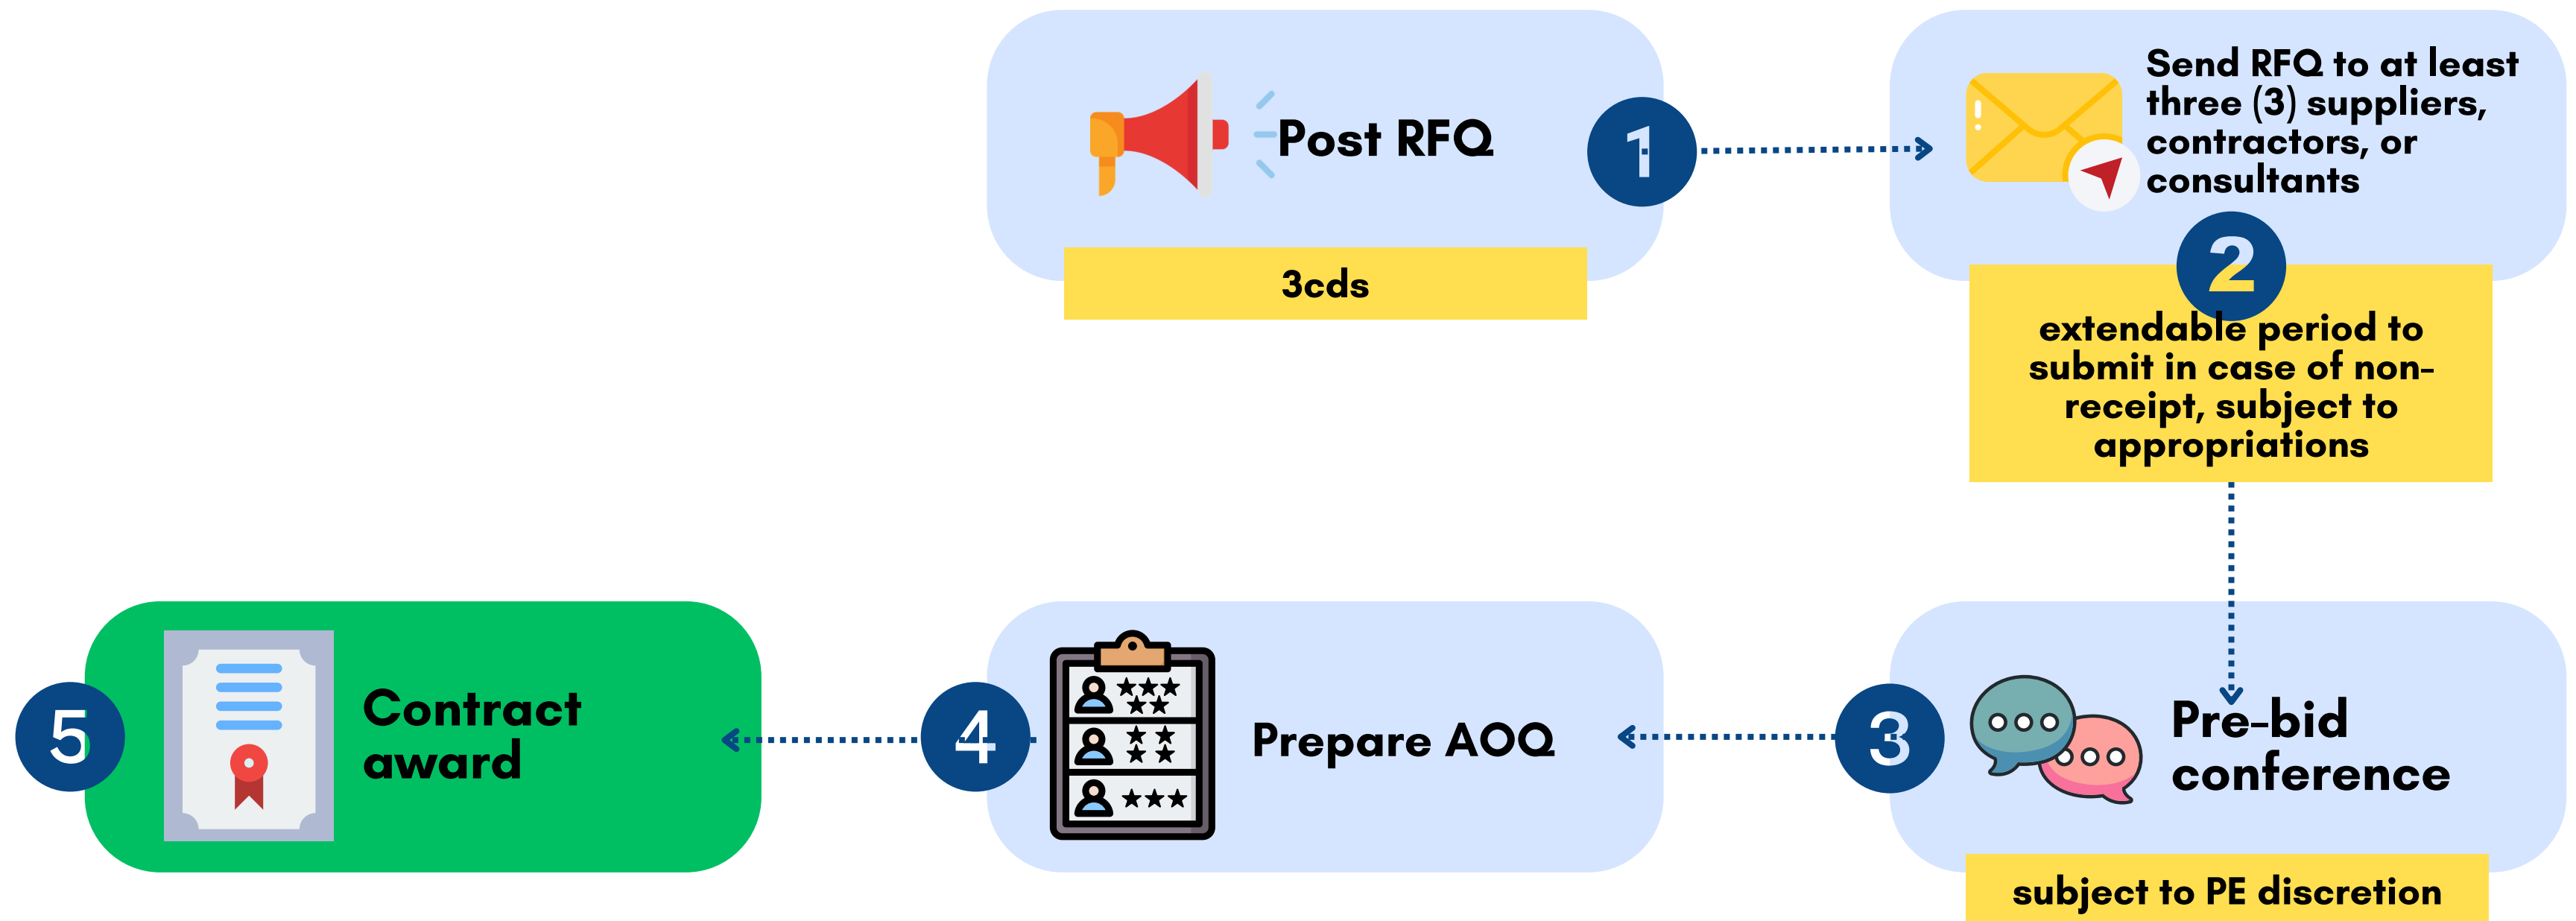 Post RFQ
1
3cds
Send RFQ to at least
three (3) suppliers,
contractors, or
consultants
2
extendable period to
submit in case of non-
receipt, subject to
appropriations
3
Pre-bid
conference
subject to PE discretion
4
Prepare AOQ
5
Contract
award